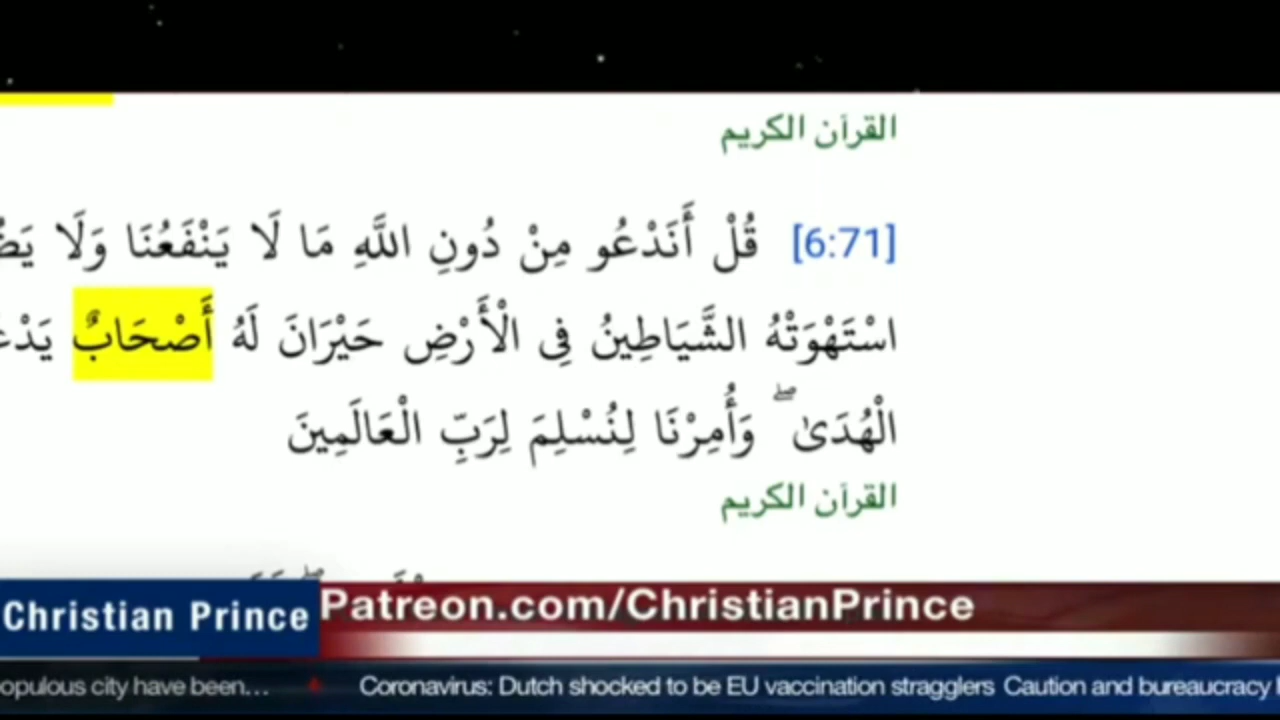 القرآن الكريم
[6:71] قُلْ أَنَدْعُو مِنْ دُونِ اللَّهِ مَا لَا يَنْفَعُنَا وَلَا
اسْتَهْوَتْهُ الشَّيَاطِينُ فِى الْأَرْضِ حَيْرَانَ لَهُ أَصْحَابٌ
الْهُدَىٰ ۖ وَأُمِرْنَا لِنُسْلِمَ لِرَبِّ الْعَالَمِينَ
القرآن الكريم
Christian Prince
Patreon.com/ChristianPrince
opulous city have been... Coronavirus: Dutch shocked to be EU vaccination stragglers Caution and bureaucracy